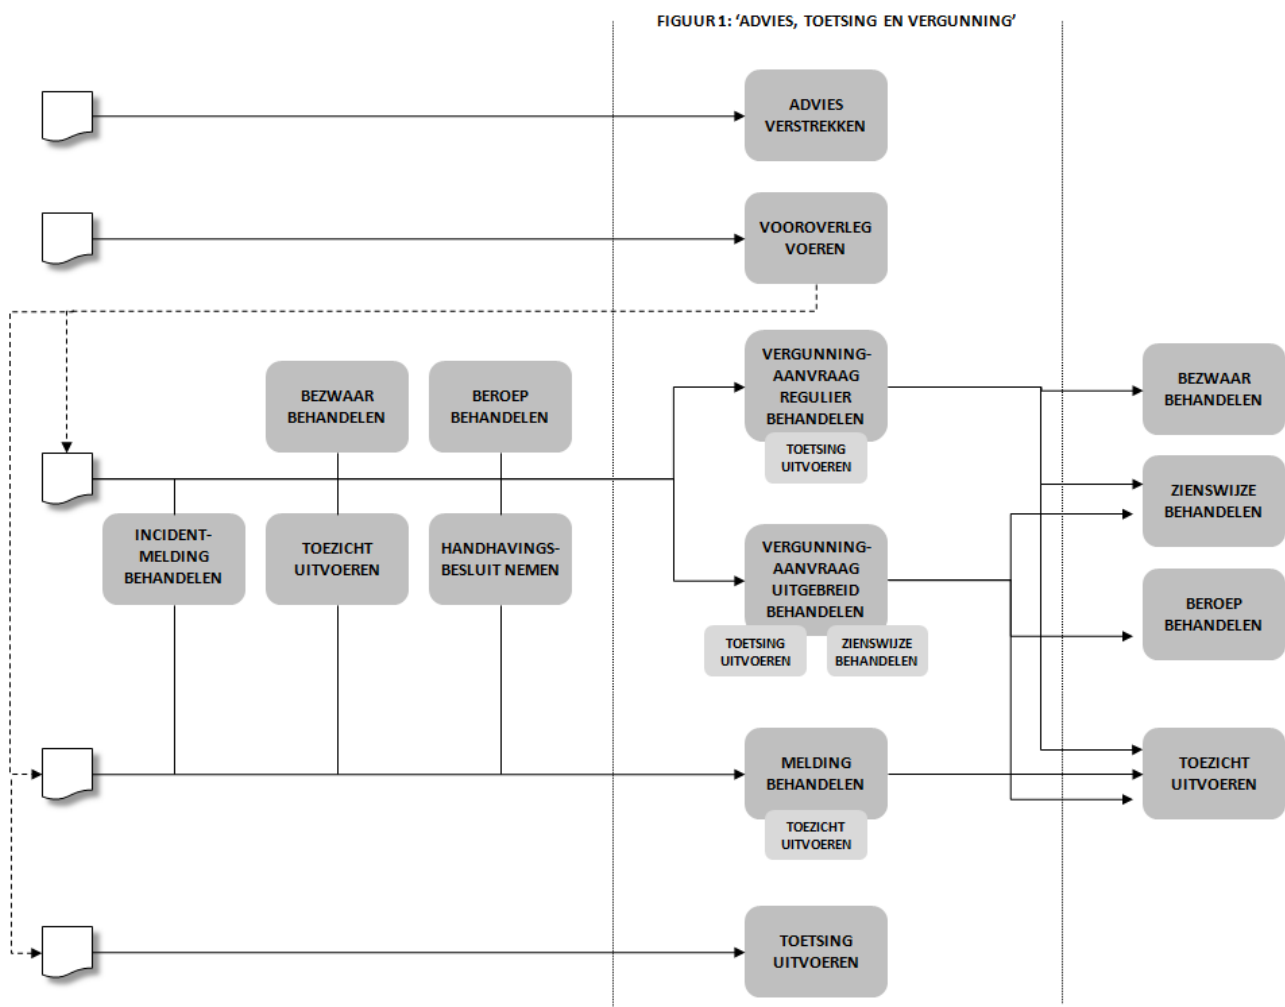 FIGUUR 1: ‘ADVIES, TOETSING EN VERGUNNING’
ADVIES
VERSTREKKEN
VOOROVERLEG
VOEREN
BEZWAAR
BEHANDELEN
BEROEP
BEHANDELEN
VERGUNNING-
AANVRAAG
REGULIER
BEHANDELEN
TOETSING
UITVOEREN
BEZWAAR
BEHANDELEN
ZIENSWIJZE
BEHANDELEN
INCIDENT-
MELDING
BEHANDELEN
TOEZICHT
UITVOEREN
HANDHAVINGS-
BESLUIT NEMEN
VERGUNNING-
AANVRAAG
UITGEBREID
BEHANDELEN
TOETSING
UITVOEREN
ZIENSWIJZE
BEHANDELEN
BEROEP
BEHANDELEN
MELDING
BEHANDELEN
TOEZICHT
UITVOEREN
TOEZICHT
UITVOEREN
TOETSING
UITVOEREN